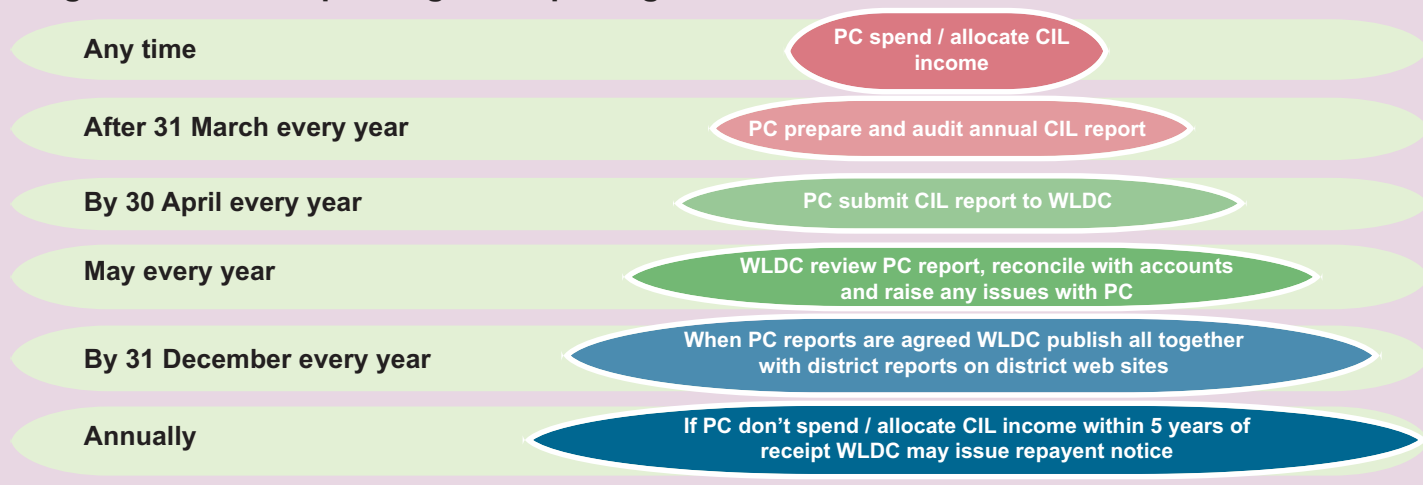 Any time
PC spend / allocate CIL
income
After 31 March every year
PC prepare and audit annual CIL report
By 30 April every year
PC submit CIL report to WLDC
May every year
WLDC review PC report, reconcile with accounts
and raise any issues with PC
By 31 December every year
When PC reports are agreed WLDC publish all together
with district reports on district web sites
Annually
If PC don’t spend / allocate CIL income within 5 years of
receipt WLDC may issue repayent notice